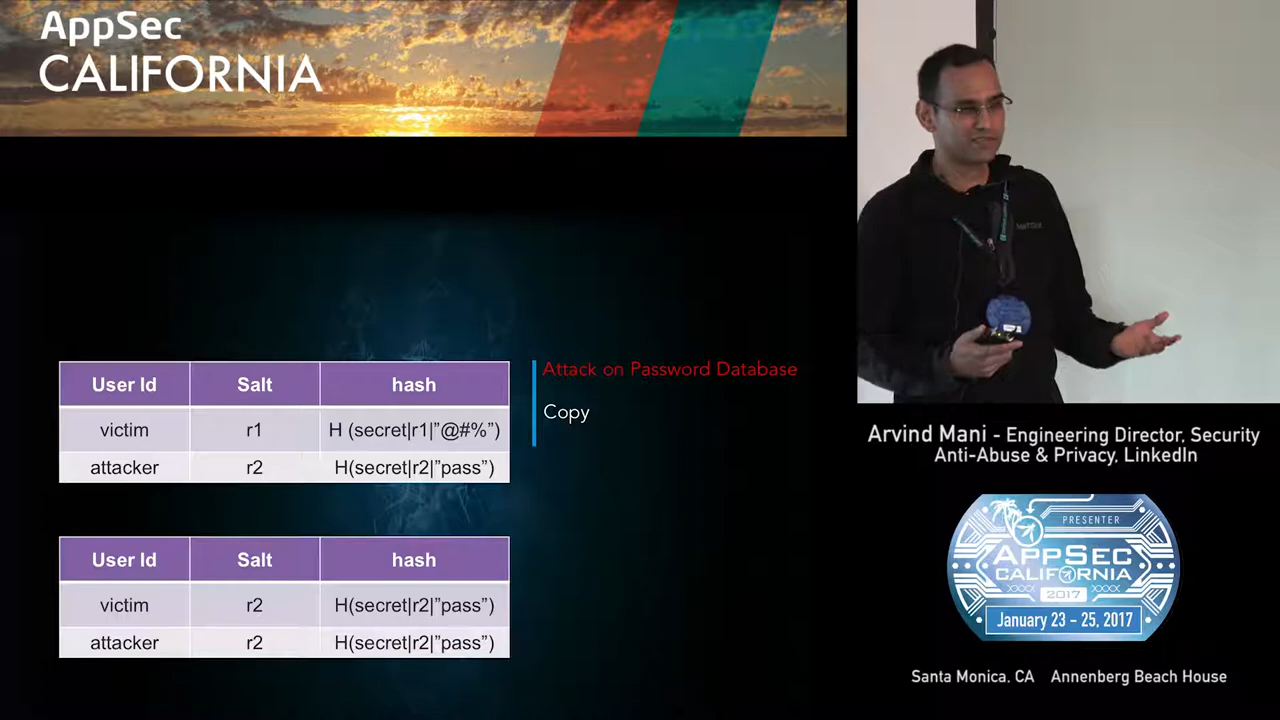 AppSec
CALIFORNIA
Attack on Password Database
Copy
User Id Salt hash
victim r1 H (secret|r1|”@#%”)
attacker r2 H(secret|r2|”pass”)
User Id Salt hash
victim r2 H(secret|r2|”pass”)
attacker r2 H(secret|r2|”pass”)
Arvind Mani - Engineering Director, Security
Anti-Abuse & Privacy, LinkedIn
PRESENTER
APPSEC
CALIFORNIA
2017
January 23 - 25, 2017
Santa Monica, CA Annenberg Beach House